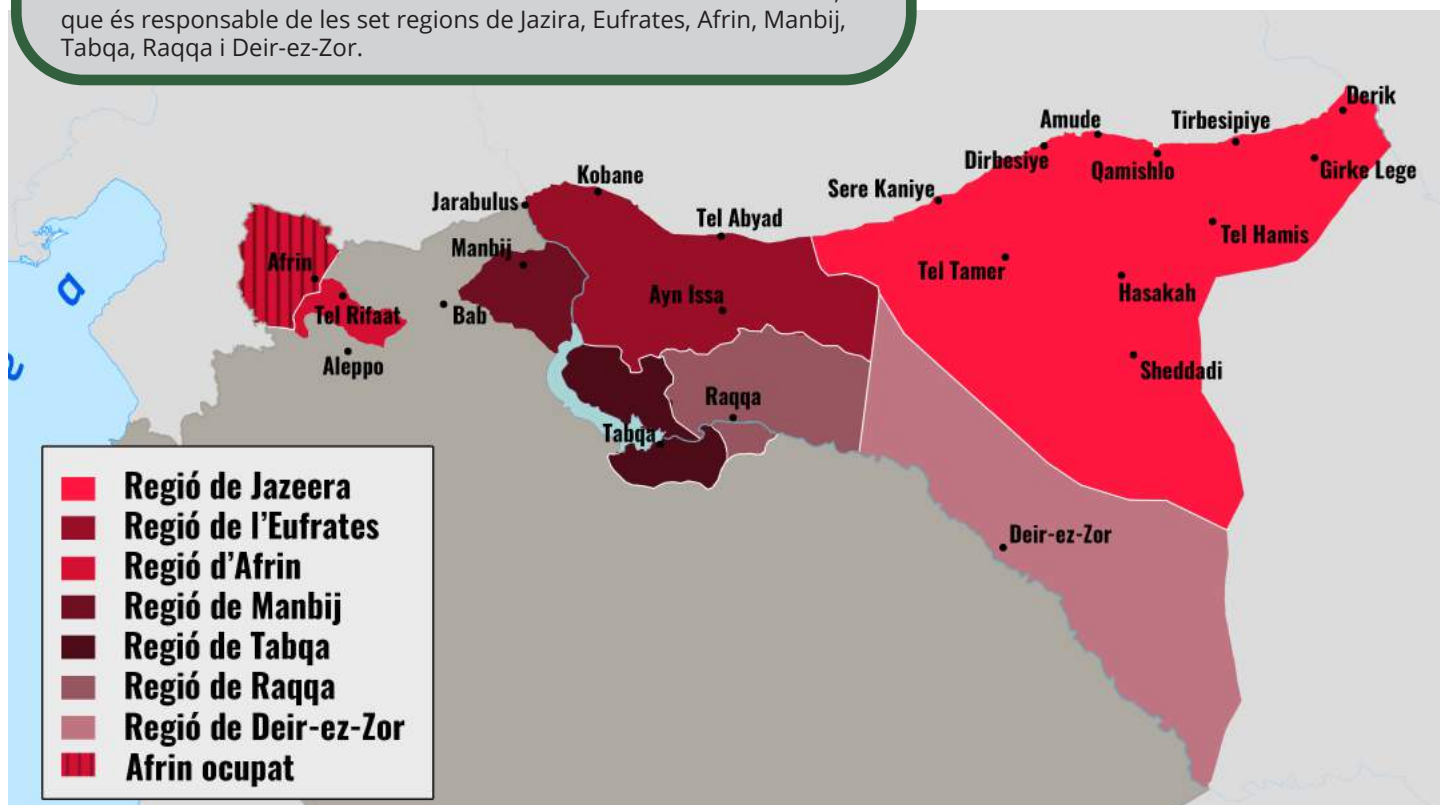 que és responsable de les set regions de Jazira, Eufrates, Afrin, Manbij,
Tabqa, Raqqa i Deir-ez-Zor.
Derik
Amude
Tirbesipiye
Dirbesiye
Qamishlo
Girke Lege
Kobane
Sere Kaniye
Jarabulus
Tel Abyad
Tel Hamis
Manbij
Afrin
Tel Tamer
Hasakah
Ayn Issa
Tel Rifaat
Bab
Aleppo
Sheddadi
Raqqa
Tabqa
Deir-ez-Zor
a
Regió de Jazeera
Regió de l'Eufrates
Regió d'Afrin
Regió de Manbij
Regió de Tabqa
Regió de Raqqa
Regió de Deir-ez-Zor
Afrin ocupat